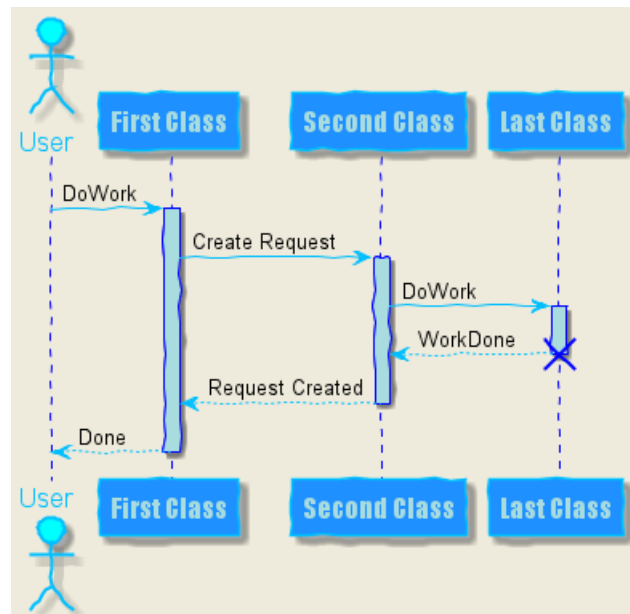 User
First Class
Second Class
Last Class
DoWork
Create Request
DoWork
WorkDone
Request Created
Done
User
First Class
Second Class
Last Class